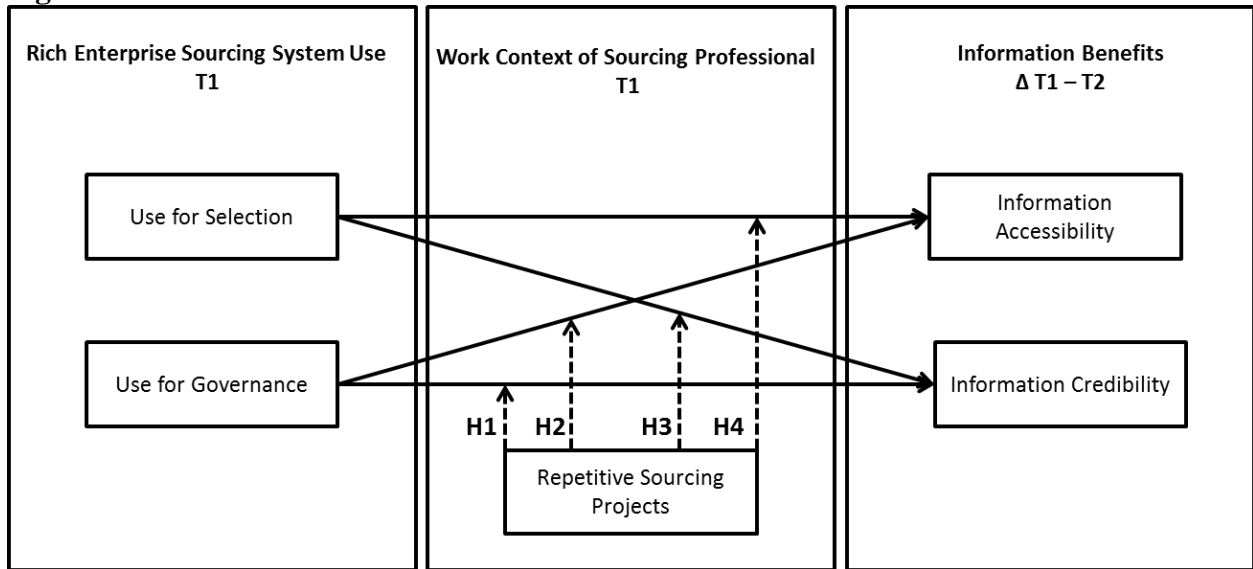 Rich Enterprise Sourcing System Use
T1
Work Context of Sourcing Professional
T1
Information Benefits
Δ T1 – T2
Use for Selection
Information
Accessibility
Use for Governance
Information Credibility
H1
H2
H3
H4
Repetitive Sourcing
Projects